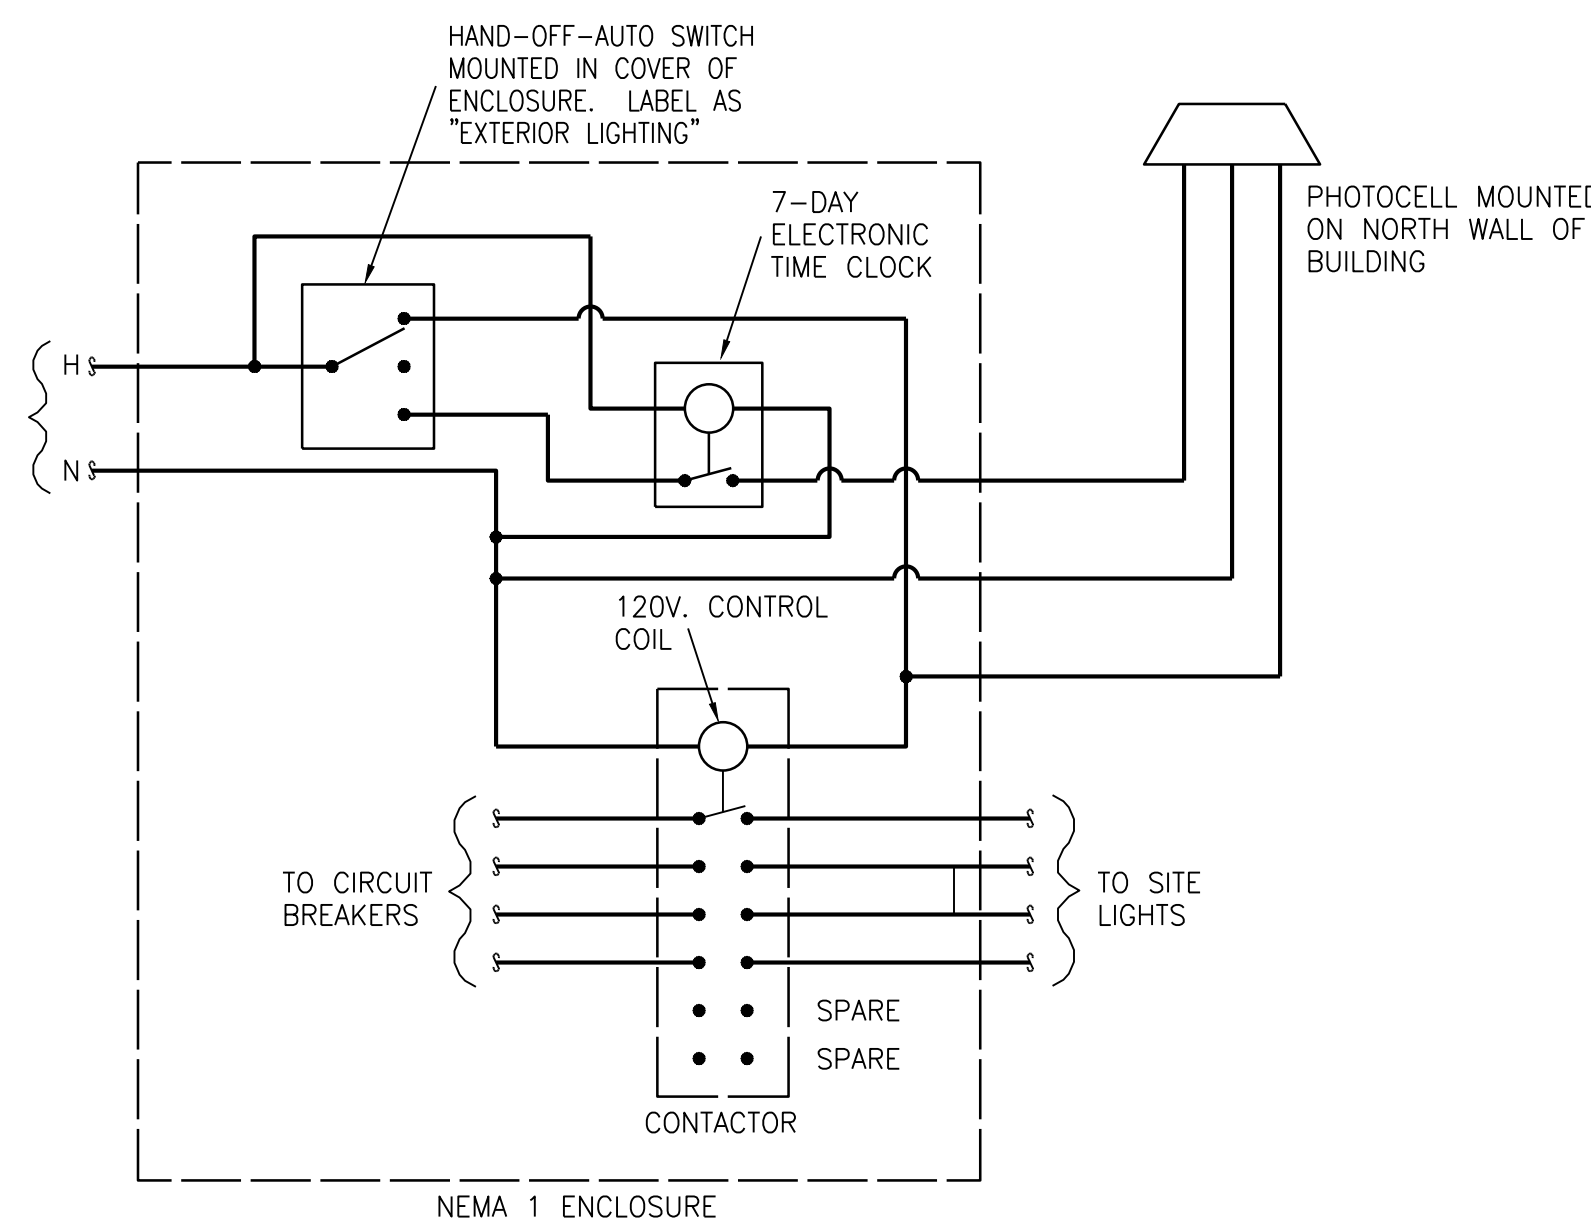 HAND-OFF-AUTO SWITCH
MOUNTED IN COVER OF
ENCLOSURE. LABEL AS
"EXTERIOR LIGHTING"
7-DAY
ELECTRONIC
TIME CLOCK
PHOTOCELL MOUNTED
ON NORTH WALL OF
BUILDING
H
N
120V. CONTROL
COIL
TO CIRCUIT
BREAKERS
TO SITE
LIGHTS
SPARE
SPARE
CONTACTOR
NEMA 1 ENCLOSURE